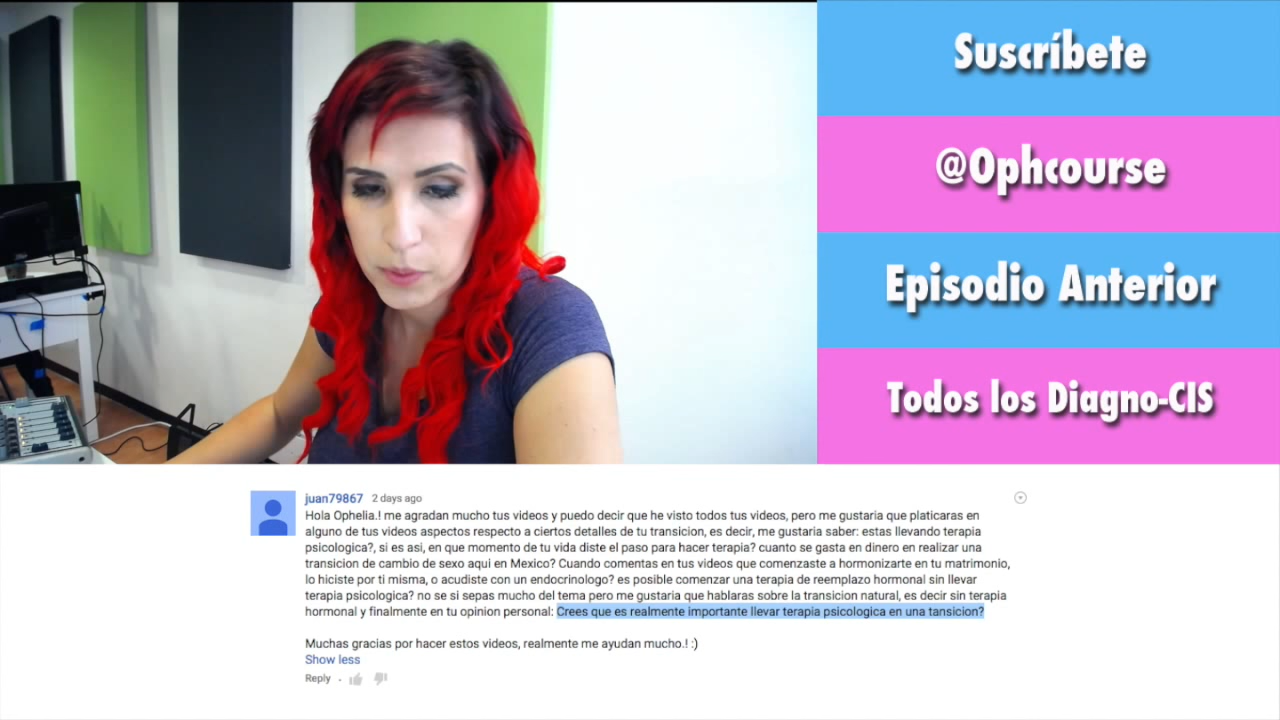 Suscríbete
@Ophcourse
Episodio Anterior
Todos los Diagno-CIS
juan79867 2 days ago
Hola Ophelia.! me agradan mucho tus videos y puedo decir que he visto todos tus videos, pero me gustaria que platicaras en
alguno de tus videos aspectos respecto a ciertos detalles de tu transicion, es decir, me gustaria saber: estas llevando terapia
psicologica?, si es asi, en que momento de tu vida diste el paso para hacer terapia? cuanto se gasta en dinero en realizar una
transicion de cambio de sexo aqui en Mexico? Cuando comentas en tus videos que comenzaste a hormonizarte en tu matrimonio,
lo hiciste por ti misma, o acudiste con un endocrinologo? es posible comenzar una terapia de reemplazo hormonal sin llevar
terapia psicologica? no se si sepas mucho del tema pero me gustaria que hablaras sobre la transicion natural, es decir sin terapia
hormonal y finalmente en tu opinion personal: Crees que es realmente importante llevar terapia psicologica en una tansicion?
Muchas gracias por hacer estos videos, realmente me ayudan mucho.! :)
Show less
Reply